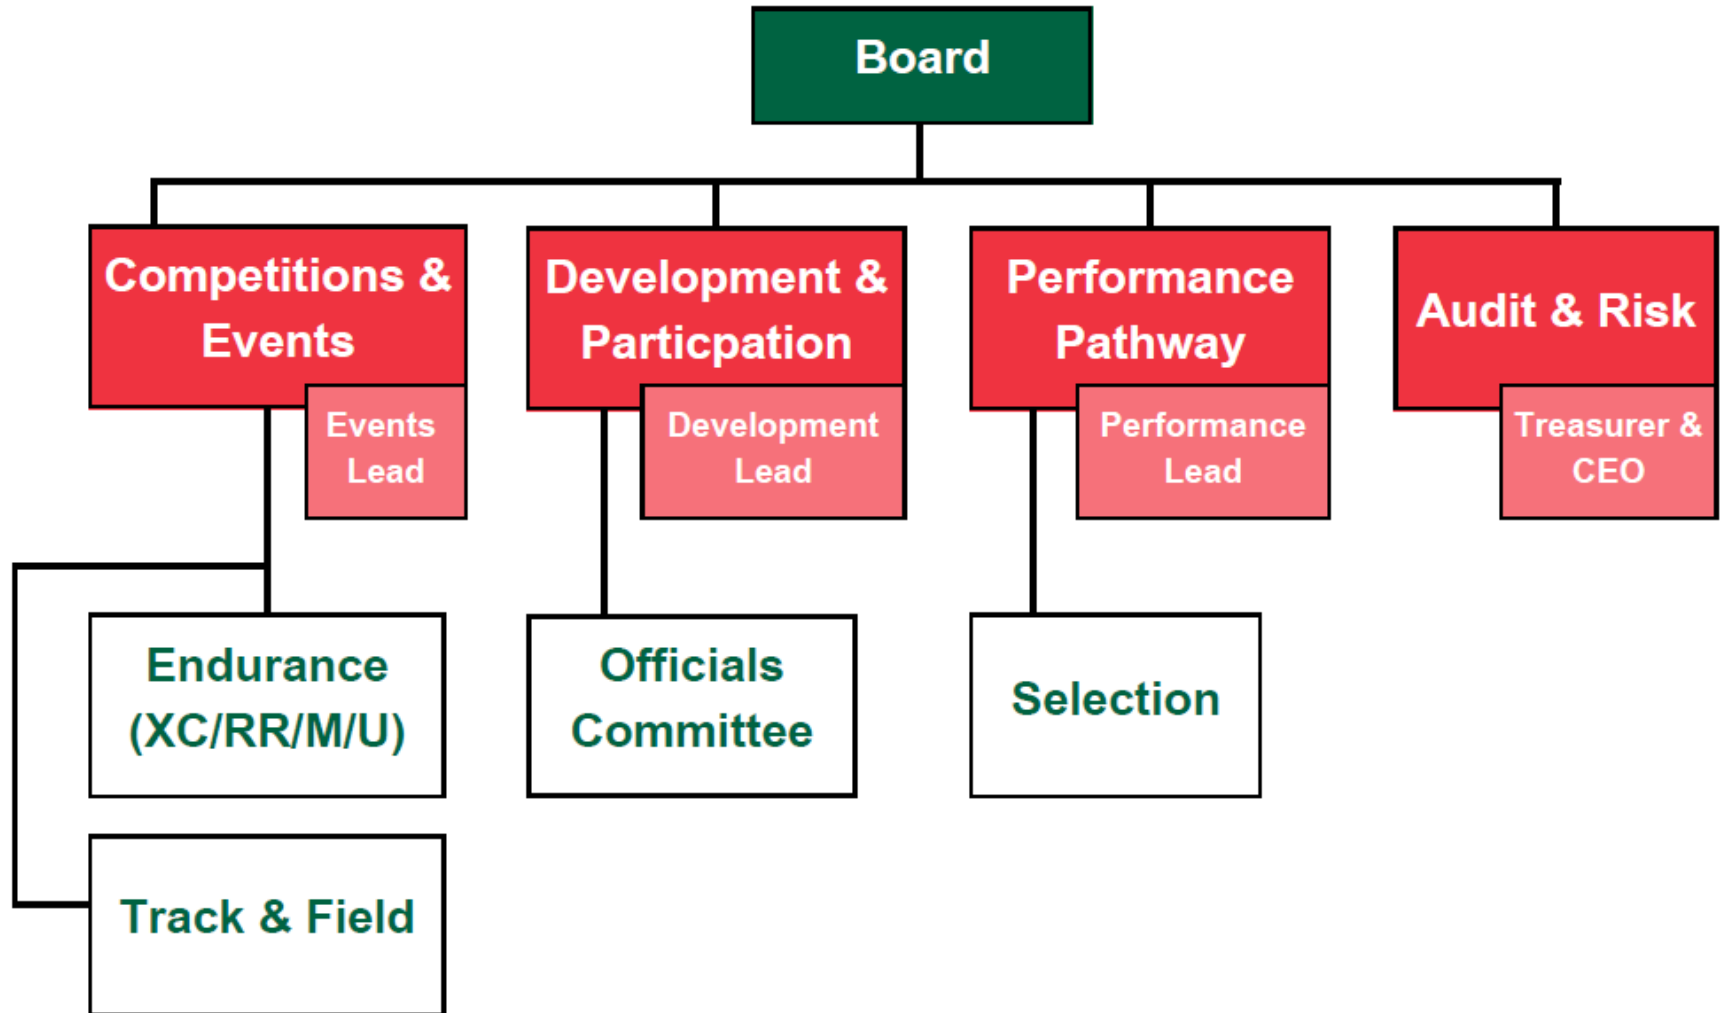 Board
Competitions &
Events
Events
Lead
Development &
Particpation
Development
Lead
Performance
Pathway
Performance
Lead
Audit & Risk
Treasurer &
CEO
Endurance
(XC/RR/M/U)
Officials
Committee
Selection
Track & Field